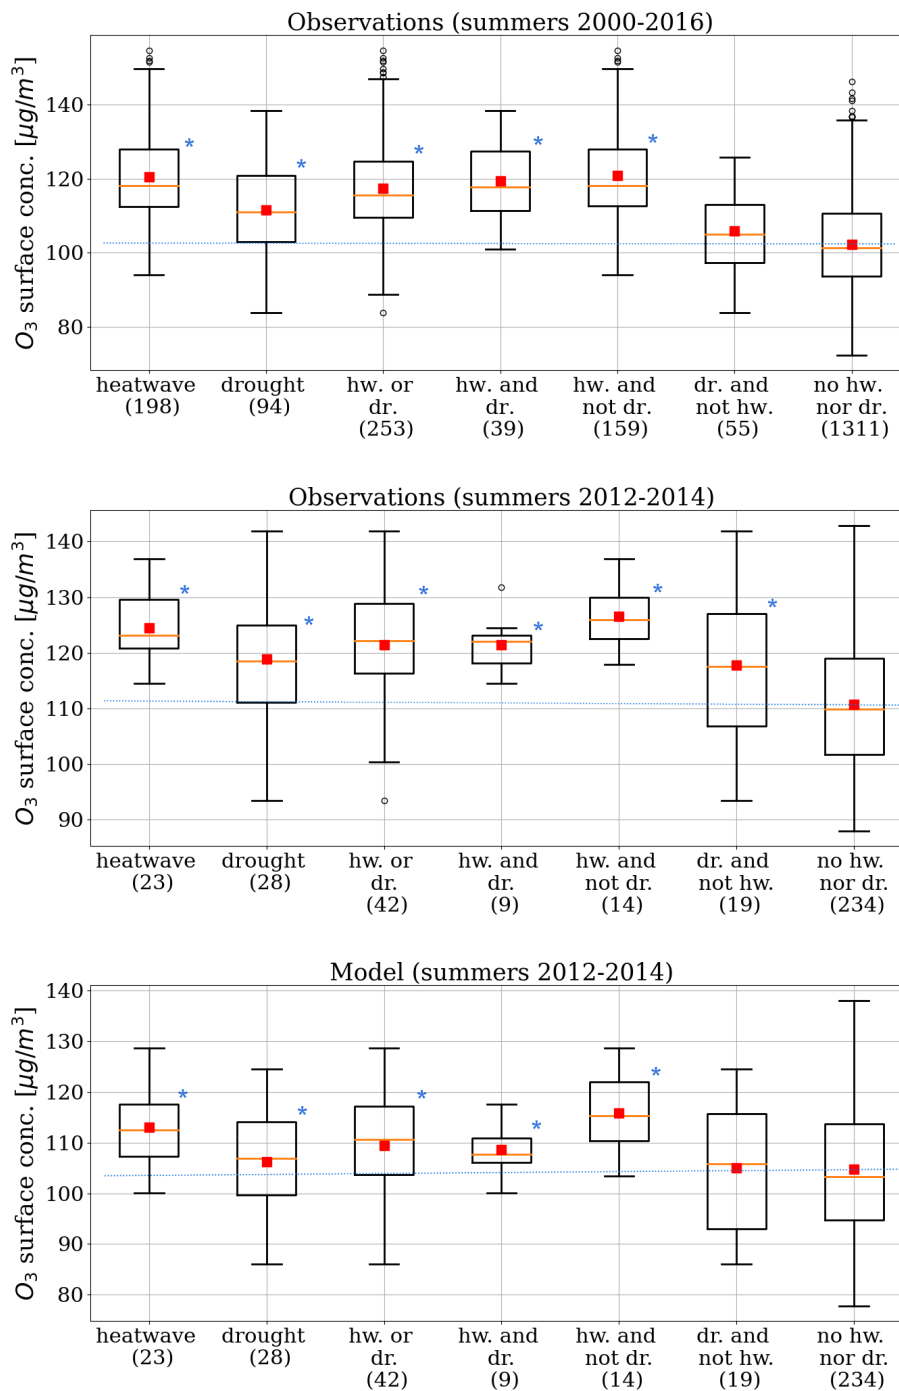 Observations (summers 2000-2016)
O₃ surface conc. [μg/m³]
140
120
100
80
* * * * *
heatwave (198)
drought (94)
hw. or dr. (253)
hw. and dr. (39)
hw. and not dr. (159)
dr. and not hw. (55)
no hw. nor dr. (1311)
Observations (summers 2012-2014)
O₃ surface conc. [μg/m³]
140
130
120
110
100
90
* * * * * *
heatwave (23)
drought (28)
hw. or dr. (42)
hw. and dr. (9)
hw. and not dr. (14)
dr. and not hw. (19)
no hw. nor dr. (234)
Model (summers 2012-2014)
O₃ surface conc. [μg/m³]
140
130
120
110
100
90
80
* * * * *
heatwave (23)
drought (28)
hw. or dr. (42)
hw. and dr. (9)
hw. and not dr. (14)
dr. and not hw. (19)
no hw. nor dr. (234)